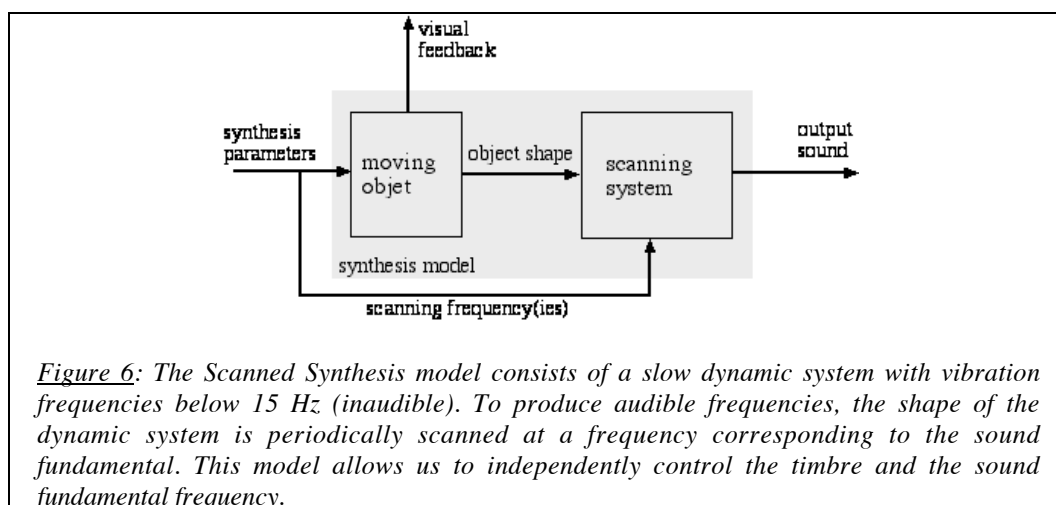 visual
feedback
synthesis
parameters
moving
objet
object shape
scanning
system
output
sound
synthesis model
scanning frequency(ies)
Figure 6: The Scanned Synthesis model consists of a slow dynamic system with vibration
frequencies below 15 Hz (inaudible). To produce audible frequencies, the shape of the
dynamic system is periodically scanned at a frequency corresponding to the sound
fundamental. This model allows us to independently control the timbre and the sound
fundamental frequency.